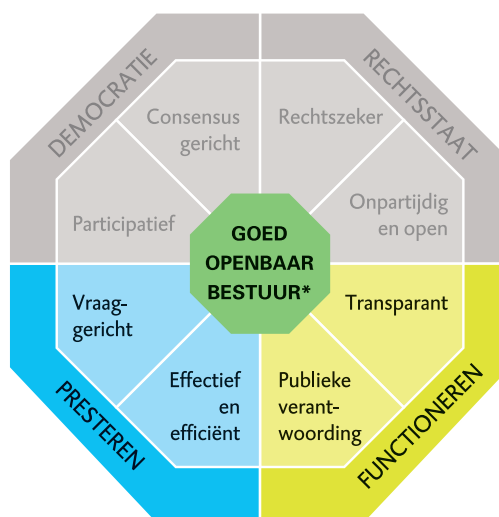 DEMOCRATIE
RECHTSSTAAT
Consensus
gericht
Rechtszeker
Participatief
Onpartijdig
en open
GOED
OPENBAAR
BESTUUR*
Vraag-
gericht
Transparant
Effectief
en
efficiënt
Publieke
verant-
woording
PRESTEREN
FUNCTIONEREN